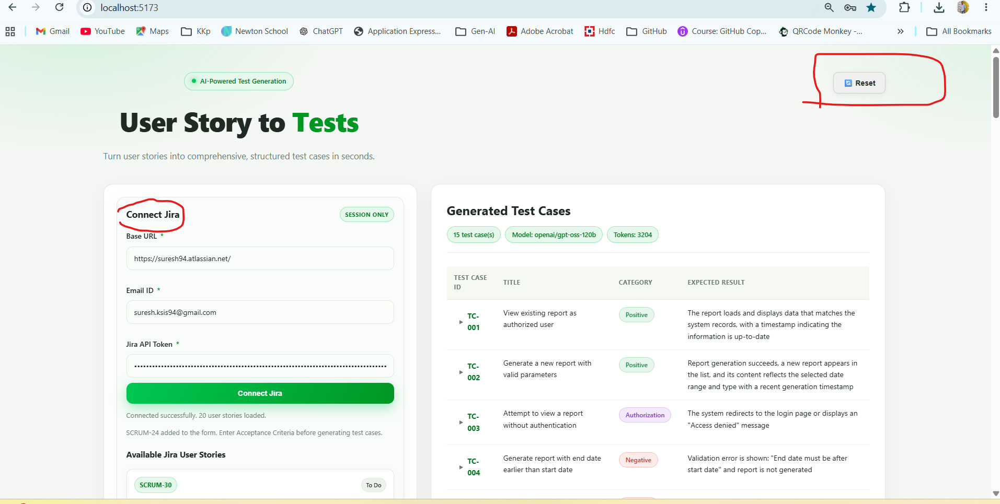 localhost:5173
Gmail YouTube Maps KKp Newton School ChatGPT Application Express... Gen-AI Adobe Acrobat Hdfc GitHub Course: GitHub Cop... QRCode Monkey -... » All Bookmarks
AI-Powered Test Generation
Reset
User Story to Tests
Turn user stories into comprehensive, structured test cases in seconds.
Connect Jira
SESSION ONLY
Base URL *
https://suresh94.atlassian.net/
Email ID *
suresh.ksis94@gmail.com
Jira API Token *
Connect Jira
Connected successfully. 20 user stories loaded.
SCRUM-24 added to the form. Enter Acceptance Criteria before generating test cases.
Available Jira User Stories
SCRUM-30
To Do
Generated Test Cases
15 test case(s) Model: openai/gpt-oss-120b Tokens: 3204
TEST CASE
ID
TITLE
CATEGORY
EXPECTED RESULT
TC-
001
View existing report as
authorized user
Positive
The report loads and displays data that matches the
system records, with a timestamp indicating the
information is up-to-date
TC-
002
Generate a new report with
valid parameters
Positive
Report generation succeeds, a new report appears in
the list, and its content reflects the selected date
range and type with a recent generation timestamp
TC-
003
Attempt to view a report
without authentication
Authorization
The system redirects to the login page or displays an
"Access denied" message
TC-
004
Generate report with end date
earlier than start date
Negative
Validation error is shown: "End date must be after
start date" and report is not generated